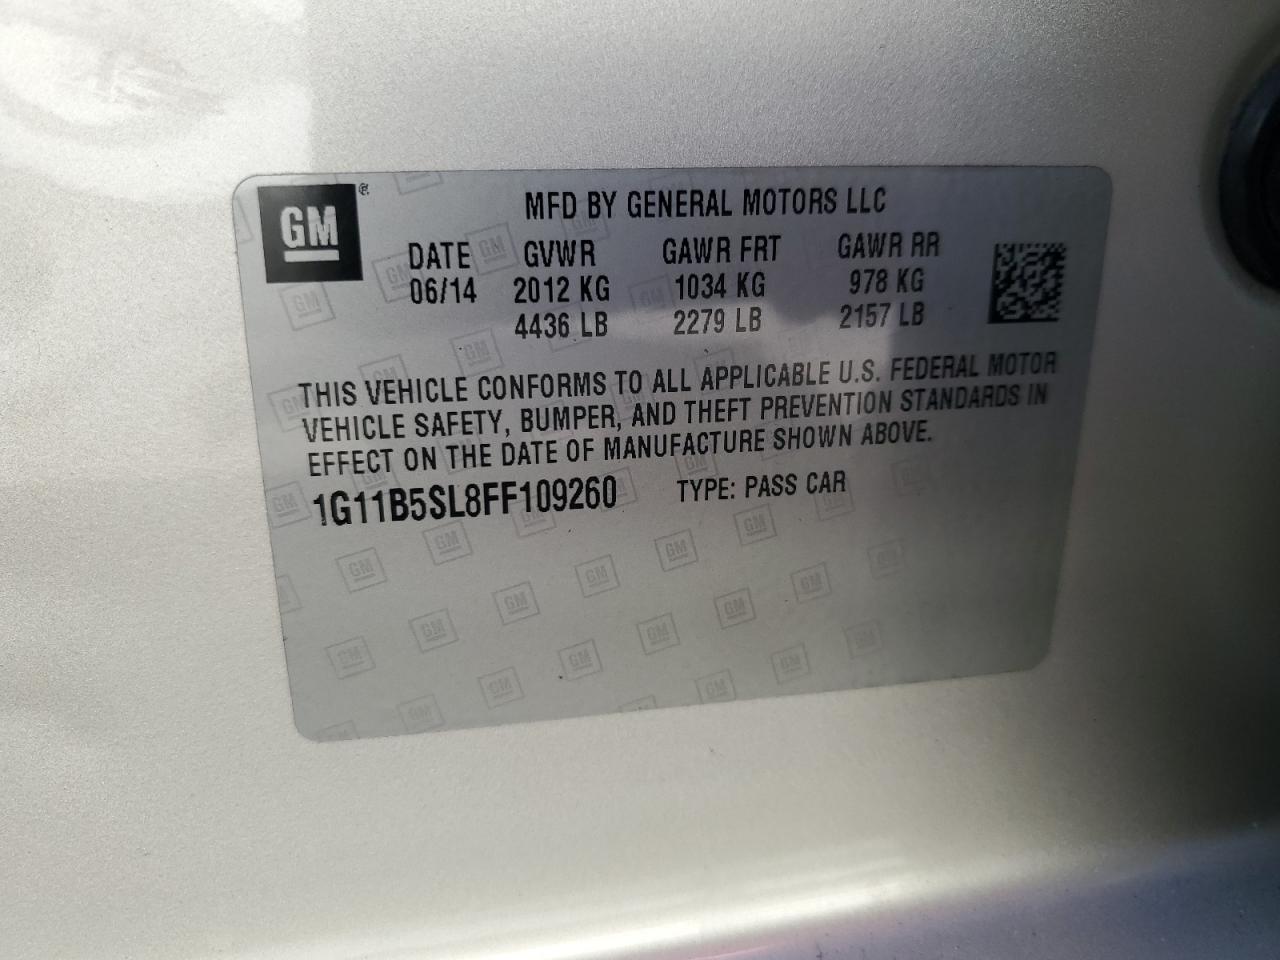 GM
MFD BY GENERAL MOTORS LLC
DATE GVWR GAWR FRT GAWR RR
06/14 2012 KG 1034 KG 978 KG
4436 LB 2279 LB 2157 LB
THIS VEHICLE CONFORMS TO ALL APPLICABLE U.S. FEDERAL MOTOR
VEHICLE SAFETY, BUMPER, AND THEFT PREVENTION STANDARDS IN
EFFECT ON THE DATE OF MANUFACTURE SHOWN ABOVE.
1G11B5SL8FF109260 TYPE: PASS CAR